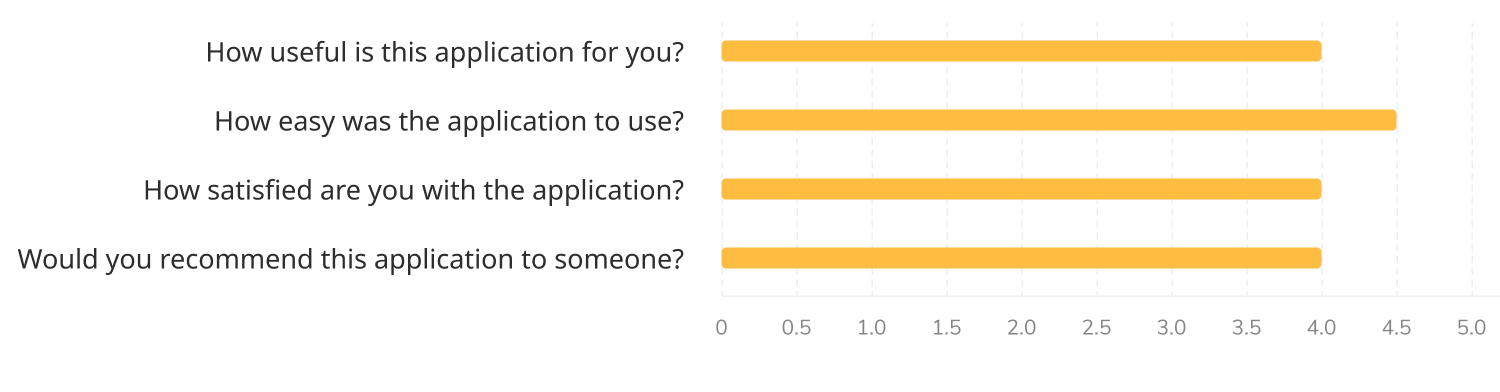 How useful is this application for you?
How easy was the application to use?
How satisfied are you with the application?
Would you recommend this application to someone?
0 0.5 1.0 1.5 2.0 2.5 3.0 3.5 4.0 4.5 5.0